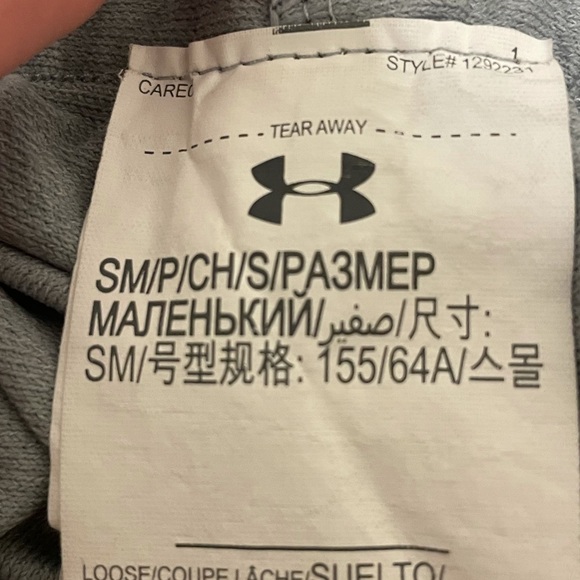 1
STYLE#
TEAR AWAY
SM/P/CH/S/РАЗМЕР
МАЛЕНЬКИЙ/صغير/尺寸:
SM/号型规格: 155/64A/스몰
LOOSE/COUPE LÂCHE/SUELTO/